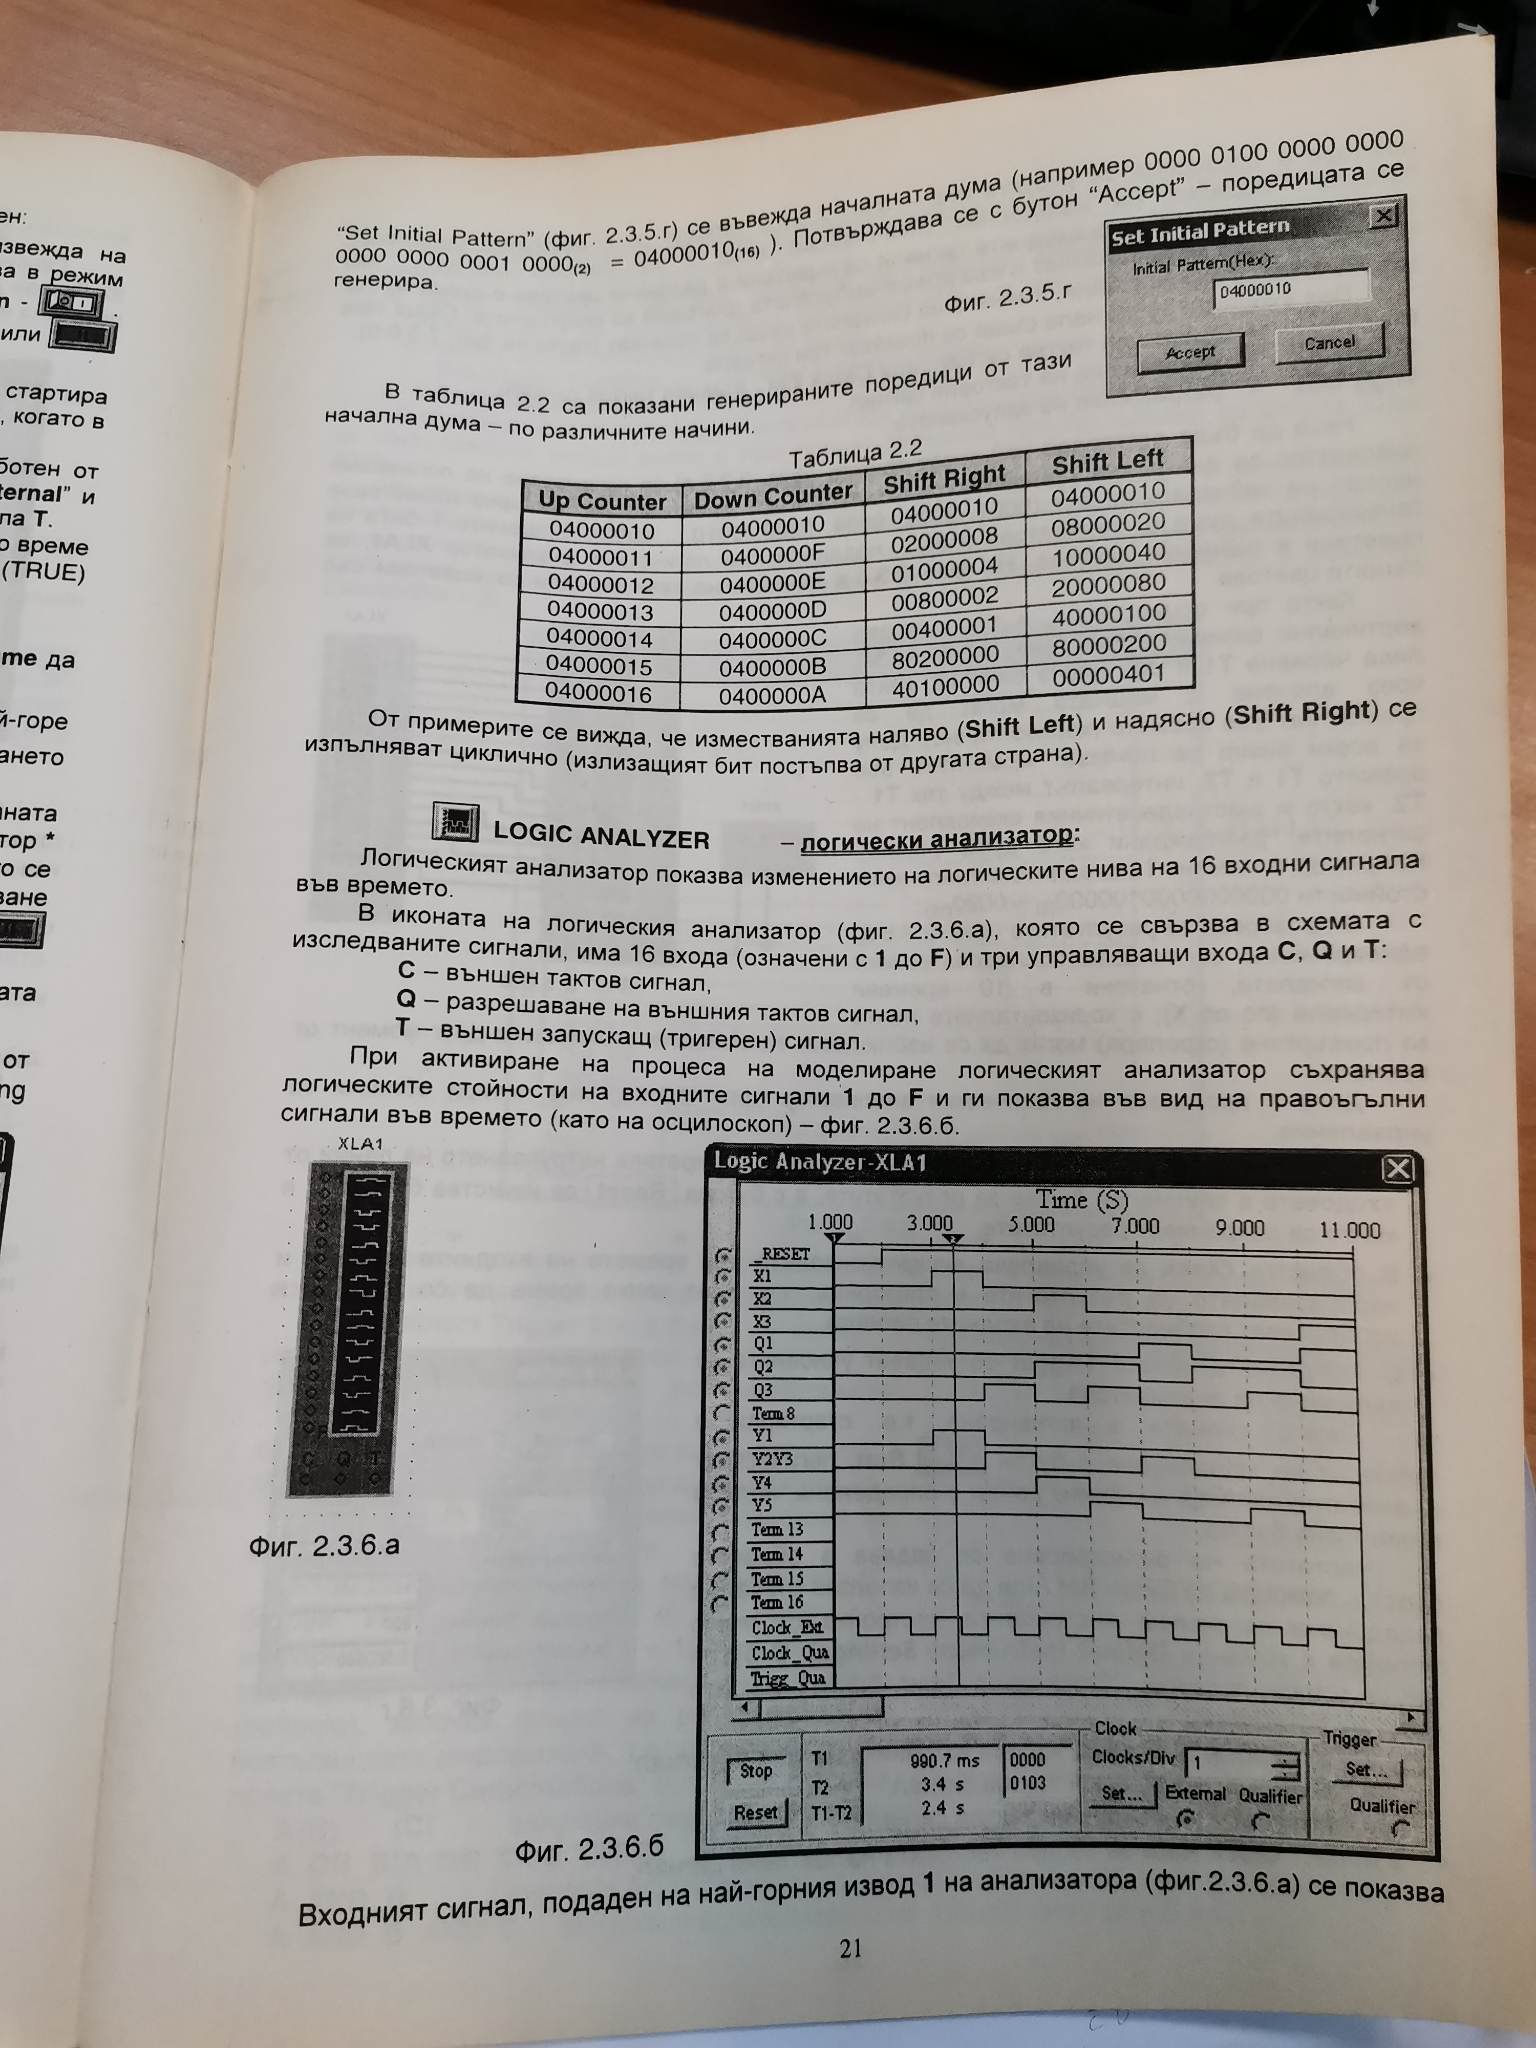 ен:
извежда на
ва в режим
n -
или
стартира
, когато в
ботен от
ternal" и
ла T.
о време
(TRUE)
ime да
й-горе
ането
аната
тор *
о се
ване
ата
от
ng
"Set Initial Pattern" (фиг. 2.3.5.г) се въвежда началната дума (например 0000 0100 0000 0000
0000 0000 0001 0000(2) = 04000010(16) ). Потвърждава се с бутон "Accept" – поредицата се
генерира.
Фиг. 2.3.5.г
Set Initial Pattern
Initial Pattern(Hex):
04000010
Accept Cancel
В таблица 2.2 са показани генерираните поредици от тази
начална дума – по различните начини.
Таблица 2.2
Up Counter Down Counter Shift Right Shift Left
04000010 04000010 04000010 04000010
04000011 0400000F 02000008 08000020
04000012 0400000E 01000004 10000040
04000013 0400000D 00800002 20000080
04000014 0400000C 00400001 40000100
04000015 0400000B 80200000 80000200
04000016 0400000A 40100000 00000401
От примерите се вижда, че изместванията наляво (Shift Left) и надясно (Shift Right) се
изпълняват циклично (излизащият бит постъпва от другата страна).
LOGIC ANALYZER – логически анализатор:
Логическият анализатор показва изменението на логическите нива на 16 входни сигнала
във времето.
В иконата на логическия анализатор (фиг. 2.3.6.а), която се свързва в схемата с
изследваните сигнали, има 16 входа (означени с 1 до F) и три управляващи входа C, Q и T:
C – външен тактов сигнал,
Q – разрешаване на външния тактов сигнал,
T – външен запускащ (тригерен) сигнал.
При активиране на процеса на моделиране логическият анализатор съхранява
логическите стойности на входните сигнали 1 до F и ги показва във вид на правоъгълни
сигнали във времето (като на осцилоскоп) – фиг. 2.3.6.б.
XLA1
F
C Q T
Фиг. 2.3.6.а
Logic Analyzer-XLA1
Time (S)
1.000 3.000 5.000 7.000 9.000 11.000
_RESET
X1
X2
X3
Q1
Q2
Q3
Term 8
Y1
Y2Y3
Y4
Y5
Term 13
Term 14
Term 15
Term 16
Clock_Ext
Clock_Qua
Trigg_Qua
Stop
Reset
T1 990.7 ms 0000
T2 3.4 s 0103
T1-T2 2.4 s
Clock
Clocks/Div 1
Set... External Qualifier
Trigger
Set...
Qualifier
Фиг. 2.3.6.б
Входният сигнал, подаден на най-горния извод 1 на анализатора (фиг.2.3.6.а) се показва
21